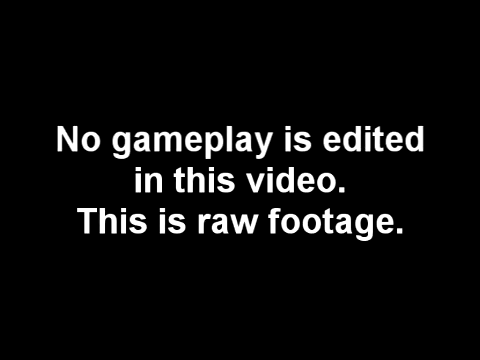 No gameplay is edited
in this video.
This is raw footage.